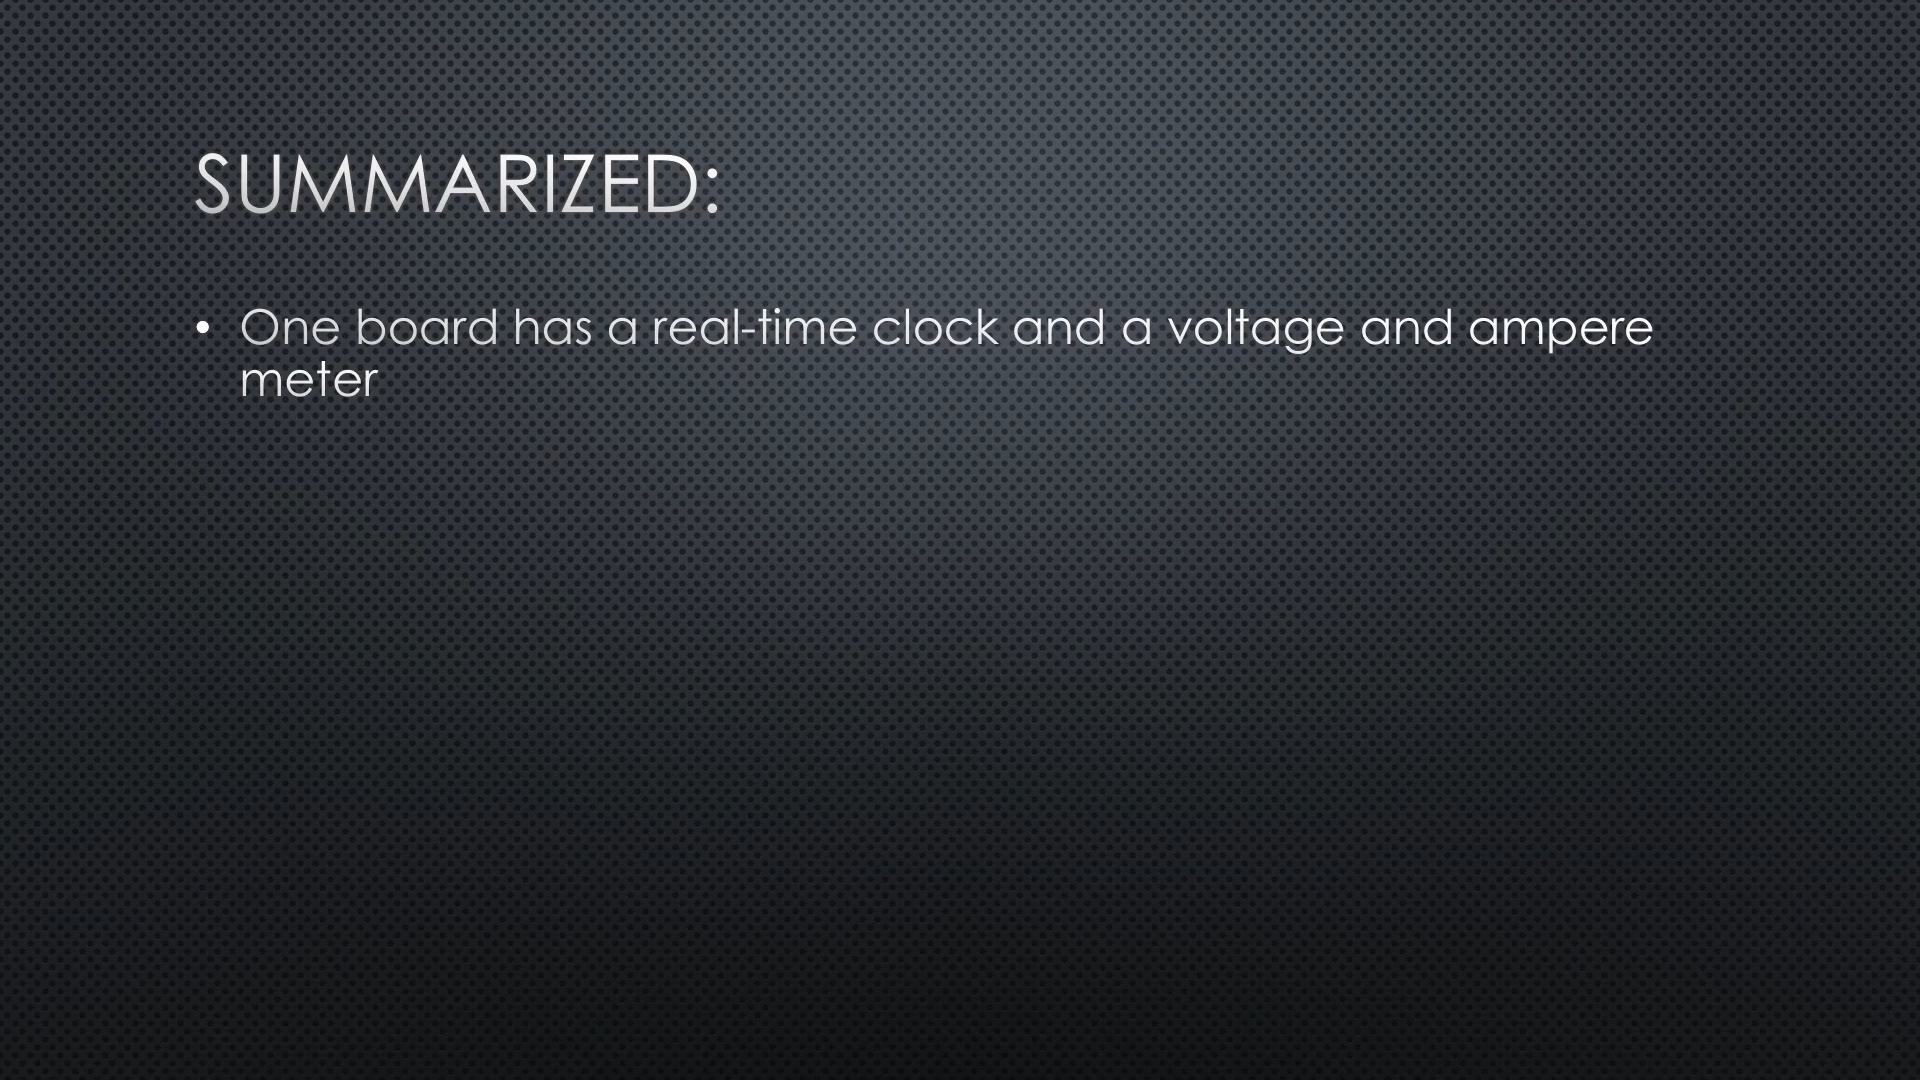 SUMMARIZED:
• One board has a real-time clock and a voltage and ampere
meter